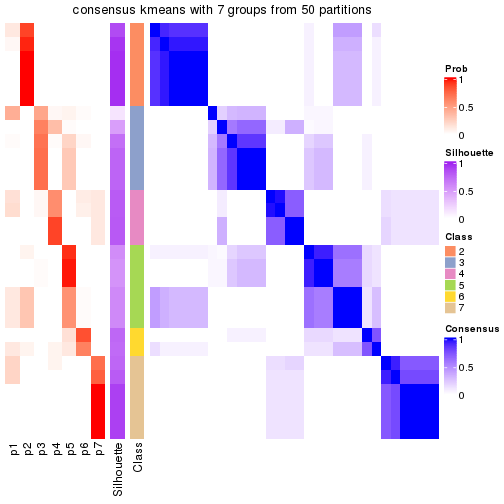 consensus kmeans with 7 groups from 50 partitions
Prob
1
0.5
0
Silhouette
1
0.5
0
Class
2
3
4
5
6
7
Consensus
1
0.5
0
p1
p2
p3
p4
p5
p6
p7
Silhouette
Class